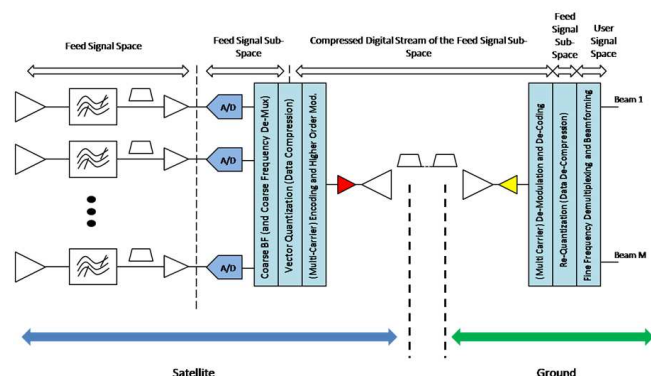 Feed Signal Space
Feed Signal Sub-
Space
Compressed Digital Stream of the Feed Signal Sub-
Space
Feed
Signal
Sub-
Space
User
Signal
Space
A/D
A/D
A/D
Coarse BF (and Coarse Frequency De-Mux)
Vector Quantization (Data Compression)
(Multi-Carrier) Encoding and Higher Order Mod.
(Multi Carrier) De-Modulation and De-Coding
Re-Quantization (Data De-Compression)
Fine Frequency Demultiplexing and Beamforming
Beam 1
Beam M
Satellite
Ground